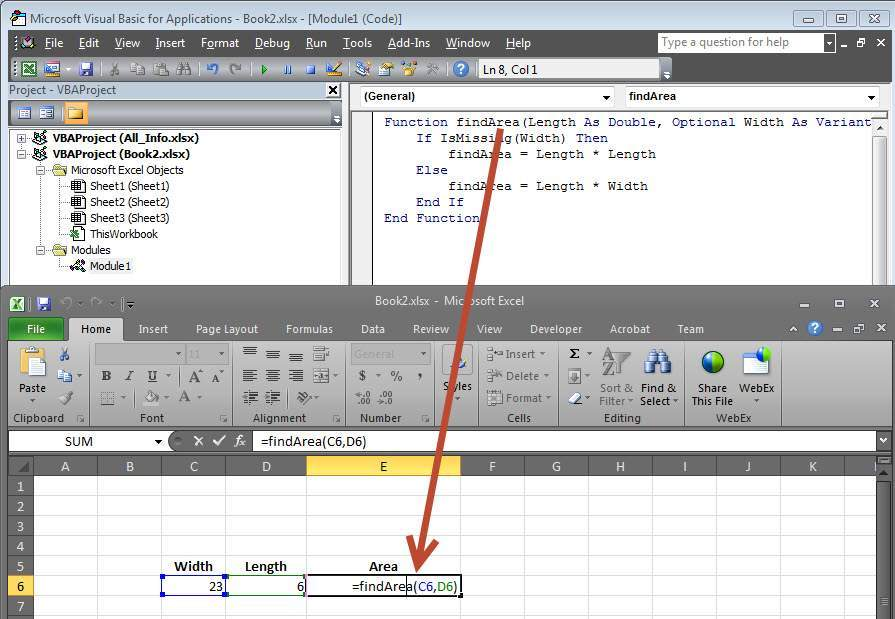 Microsoft Visual Basic for Applications - Book2.xlsx - [Module1 (Code)]
File Edit View Insert Format Debug Run Tools Add-Ins Window Help
Type a question for help
Ln 8, Col 1
Project - VBAProject
(General)
findArea
VBAProject (All_Info.xlsx)
VBAProject (Book2.xlsx)
Microsoft Excel Objects
Sheet1 (Sheet1)
Sheet2 (Sheet2)
Sheet3 (Sheet3)
ThisWorkbook
Modules
Module1
Function findArea(Length As Double, Optional Width As Variant
If IsMissing(Width) Then
findArea = Length * Length
Else
findArea = Length * Width
End If
End Function
Book2.xlsx - Microsoft Excel
File Home Insert Page Layout Formulas Data Review View Developer Acrobat Team
Paste
General
11
B I U
A A
A
$ % ,
Styles
Insert
Delete
Format
Σ
Sort & Filter
Find & Select
Share This File
WebEx
Clipboard Font Alignment Number Cells Editing WebEx
SUM
fx
=findArea(C6,D6)
A B C D E F G H I J K
1
2
3
4
5 Width Length Area
6 23 6 =findArea(C6,D6)
7